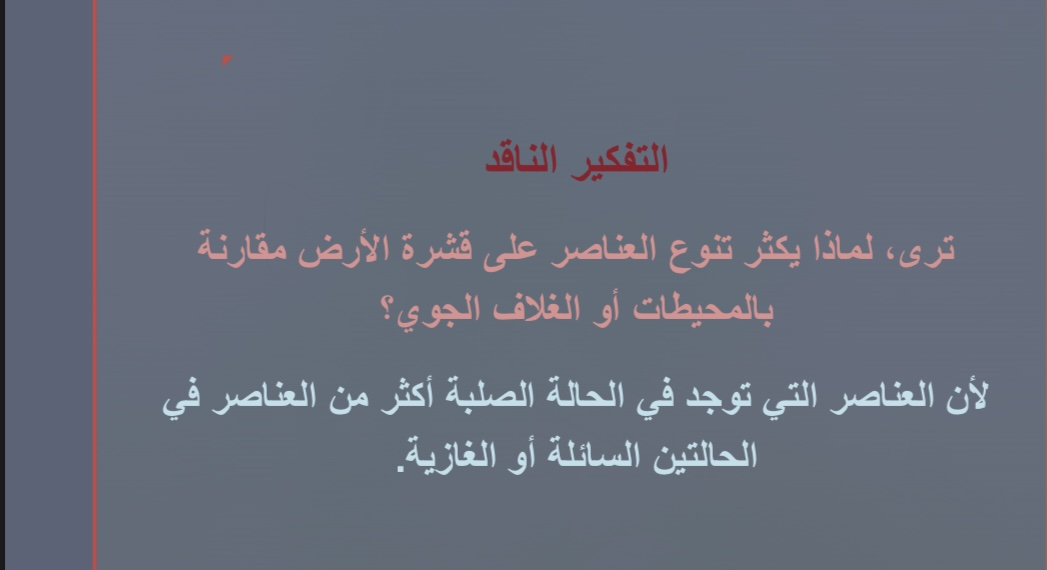 التفكير الناقد
ترى، لماذا يكثر تنوع العناصر على قشرة الأرض مقارنة
بالمحيطات أو الغلاف الجوي؟
لأن العناصر التي توجد في الحالة الصلبة أكثر من العناصر في
الحالتين السائلة أو الغازية.